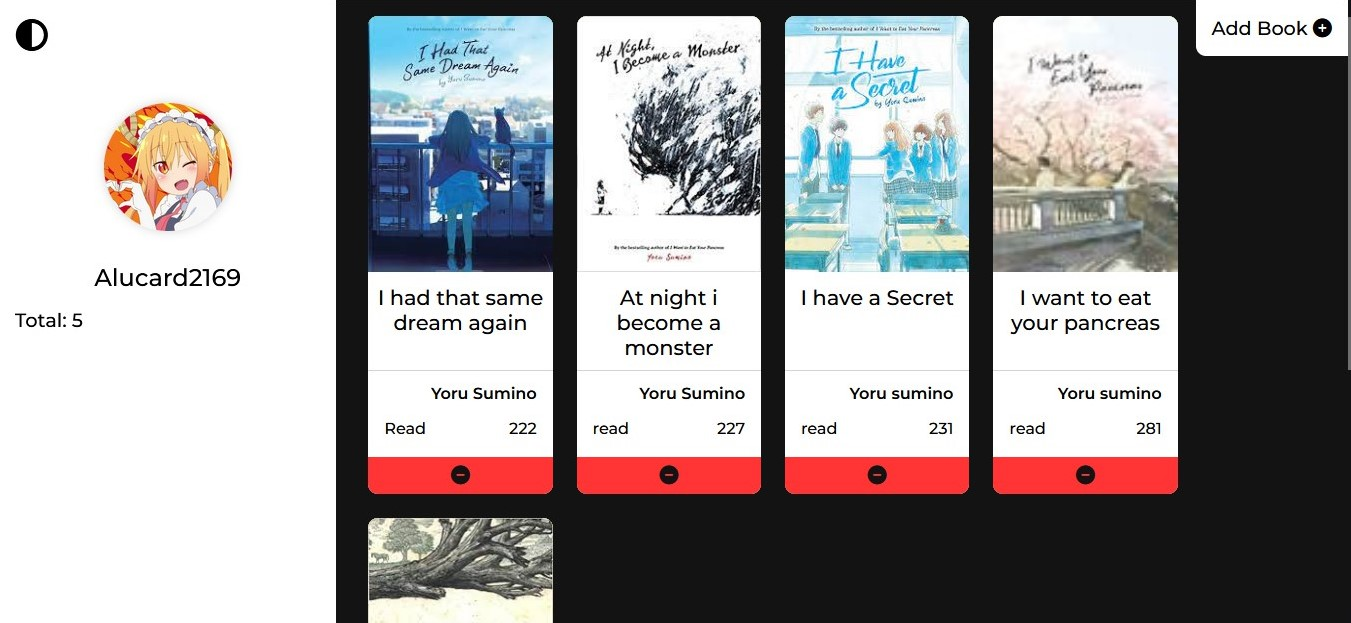 Add Book
By the bestselling author of I Want to Eat Your Pancreas
I Had That
Same Dream Again
by Yoru Sumino
At Night,
I Become a Monster
By the bestselling author of I Want to Eat Your Pancreas
Yoru Sumino
By the bestselling author of I Want to Eat Your Pancreas
I Have
a Secret
by Yoru Sumino
I Want to
Eat Your
Pancreas
Alucard2169
Total: 5
I had that same
dream again
Yoru Sumino
Read 222
At night i
become a
monster
Yoru Sumino
read 227
I have a Secret
Yoru sumino
read 231
I want to eat
your pancreas
Yoru sumino
read 281